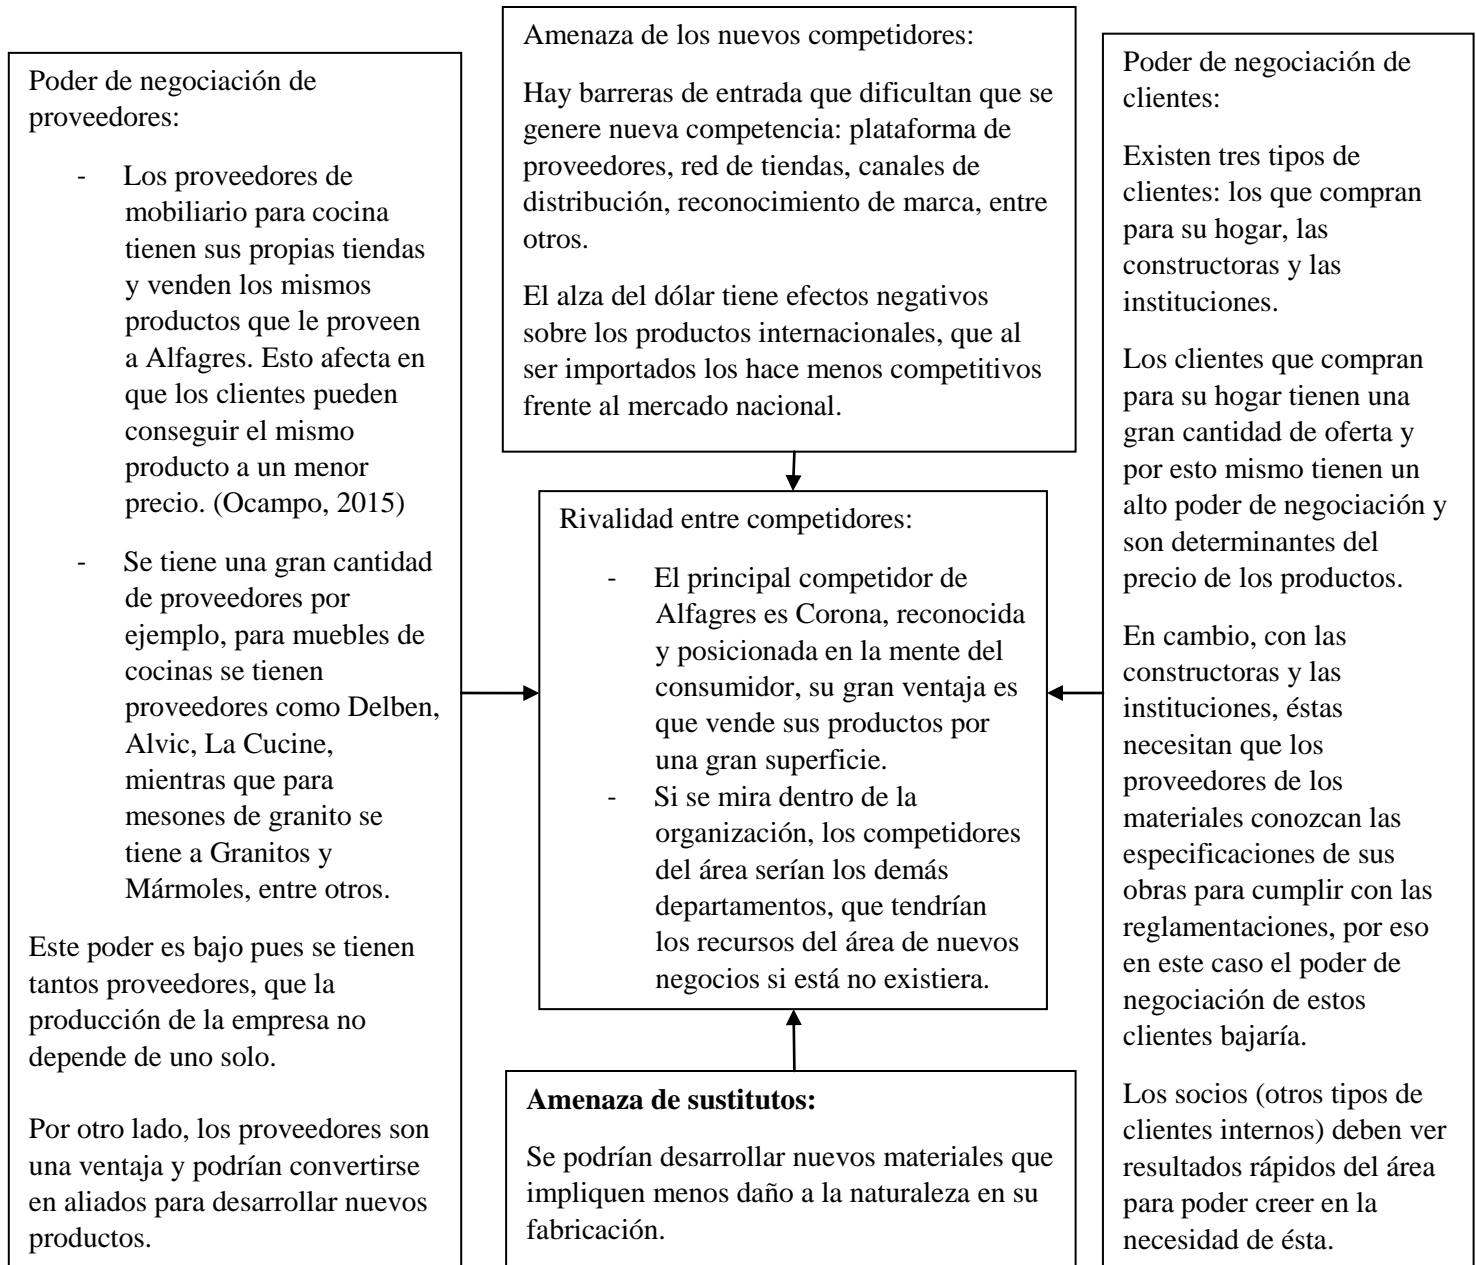 Poder de negociación de
proveedores:
- Los proveedores de
mobiliario para cocina
tienen sus propias tiendas
y venden los mismos
productos que le proveen
a Alfagres. Esto afecta en
que los clientes pueden
conseguir el mismo
producto a un menor
precio. (Ocampo, 2015)
- Se tiene una gran cantidad
de proveedores por
ejemplo, para muebles de
cocinas se tienen
proveedores como Delben,
Alvic, La Cucine,
mientras que para
mesones de granito se
tiene a Granitos y
Mármoles, entre otros.
Este poder es bajo pues se tienen
tantos proveedores, que la
producción de la empresa no
depende de uno solo.
Por otro lado, los proveedores son
una ventaja y podrían convertirse
en aliados para desarrollar nuevos
productos.
Amenaza de los nuevos competidores:
Hay barreras de entrada que dificultan que se
genere nueva competencia: plataforma de
proveedores, red de tiendas, canales de
distribución, reconocimiento de marca, entre
otros.
El alza del dólar tiene efectos negativos
sobre los productos internacionales, que al
ser importados los hace menos competitivos
frente al mercado nacional.
Rivalidad entre competidores:
- El principal competidor de
Alfagres es Corona, reconocida
y posicionada en la mente del
consumidor, su gran ventaja es
que vende sus productos por
una gran superficie.
- Si se mira dentro de la
organización, los competidores
del área serían los demás
departamentos, que tendrían
los recursos del área de nuevos
negocios si está no existiera.
Amenaza de sustitutos:
Se podrían desarrollar nuevos materiales que
impliquen menos daño a la naturaleza en su
fabricación.
Poder de negociación de
clientes:
Existen tres tipos de
clientes: los que compran
para su hogar, las
constructoras y las
instituciones.
Los clientes que compran
para su hogar tienen una
gran cantidad de oferta y
por esto mismo tienen un
alto poder de negociación y
son determinantes del
precio de los productos.
En cambio, con las
constructoras y las
instituciones, éstas
necesitan que los
proveedores de los
materiales conozcan las
especificaciones de sus
obras para cumplir con las
reglamentaciones, por eso
en este caso el poder de
negociación de estos
clientes bajaría.
Los socios (otros tipos de
clientes internos) deben ver
resultados rápidos del área
para poder creer en la
necesidad de ésta.